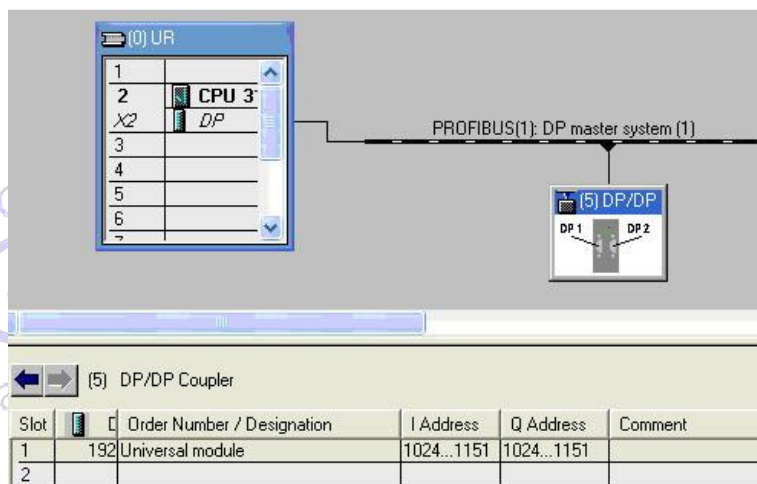 (0) UR
1
2 CPU 3
X2 DP
3
4
5
6
7
PROFIBUS(1): DP master system (1)
(5) DP/DP
DP 1 DP 2
(5) DP/DP Coupler
Slot D Order Number / Designation I Address Q Address Comment
1 192 Universal module 1024...1151 1024...1151
2